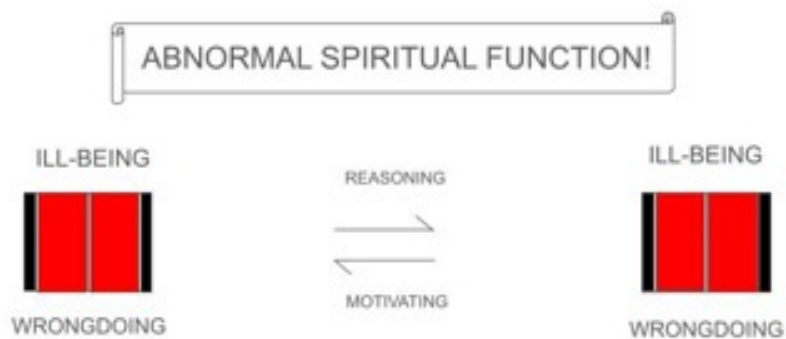 ABNORMAL SPIRITUAL FUNCTION!
ILL-BEING
ILL-BEING
REASONING
MOTIVATING
WRONGDOING
WRONGDOING